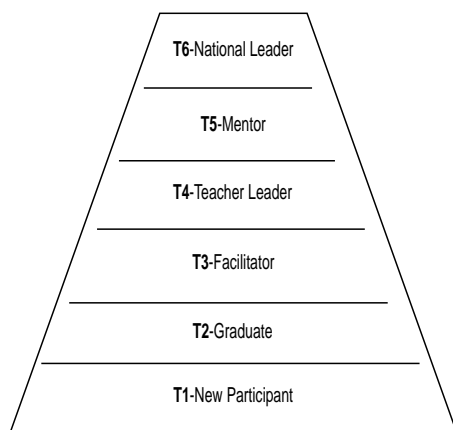 T6-National Leader
T5-Mentor
T4-Teacher Leader
T3-Facilitator
T2-Graduate
T1-New Participant